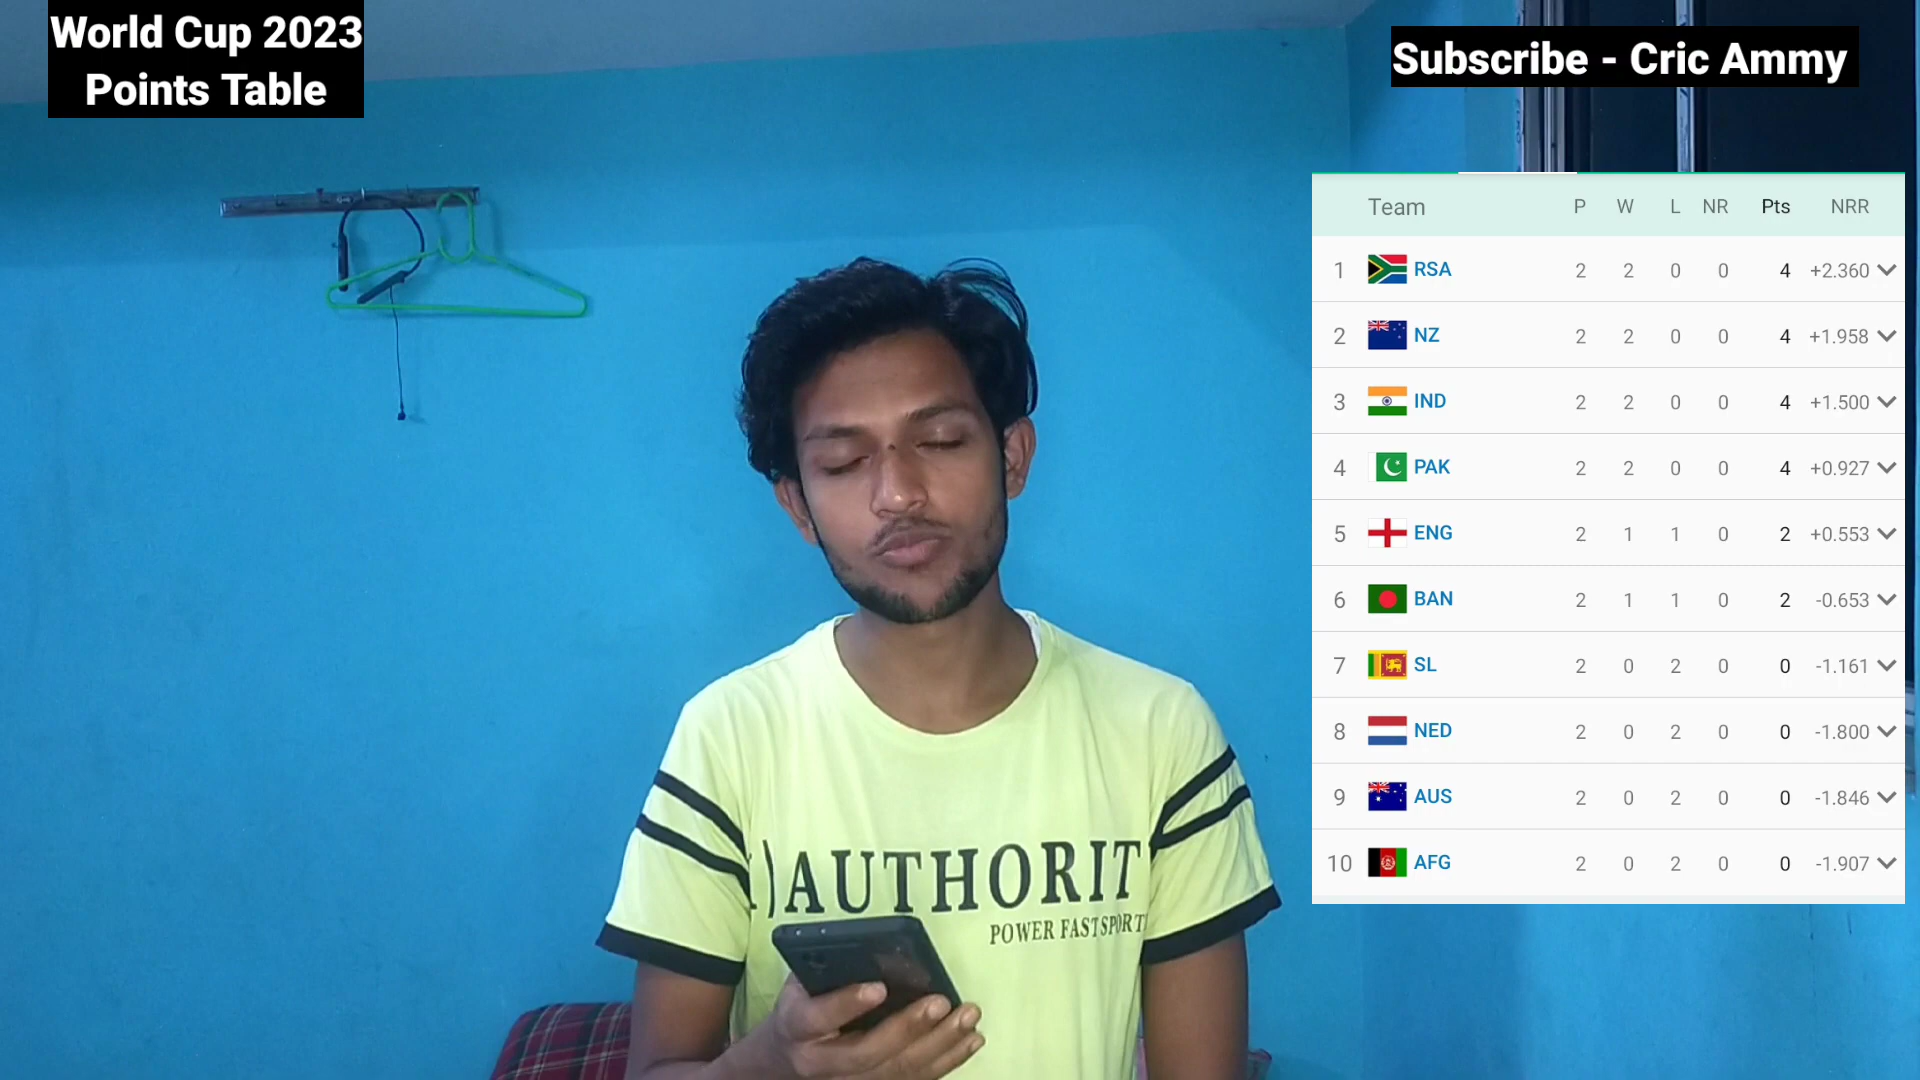 World Cup 2023
Points Table
Subscribe - Cric Ammy
Team P W L NR Pts NRR
1 RSA 2 2 0 0 4 +2.360
2 NZ 2 2 0 0 4 +1.958
3 IND 2 2 0 0 4 +1.500
4 PAK 2 2 0 0 4 +0.927
5 ENG 2 1 1 0 2 +0.553
6 BAN 2 1 1 0 2 -0.653
7 SL 2 0 2 0 0 -1.161
8 NED 2 0 2 0 0 -1.800
9 AUS 2 0 2 0 0 -1.846
10 AFG 2 0 2 0 0 -1.907
AUTHORIT
POWER FAST SPORT